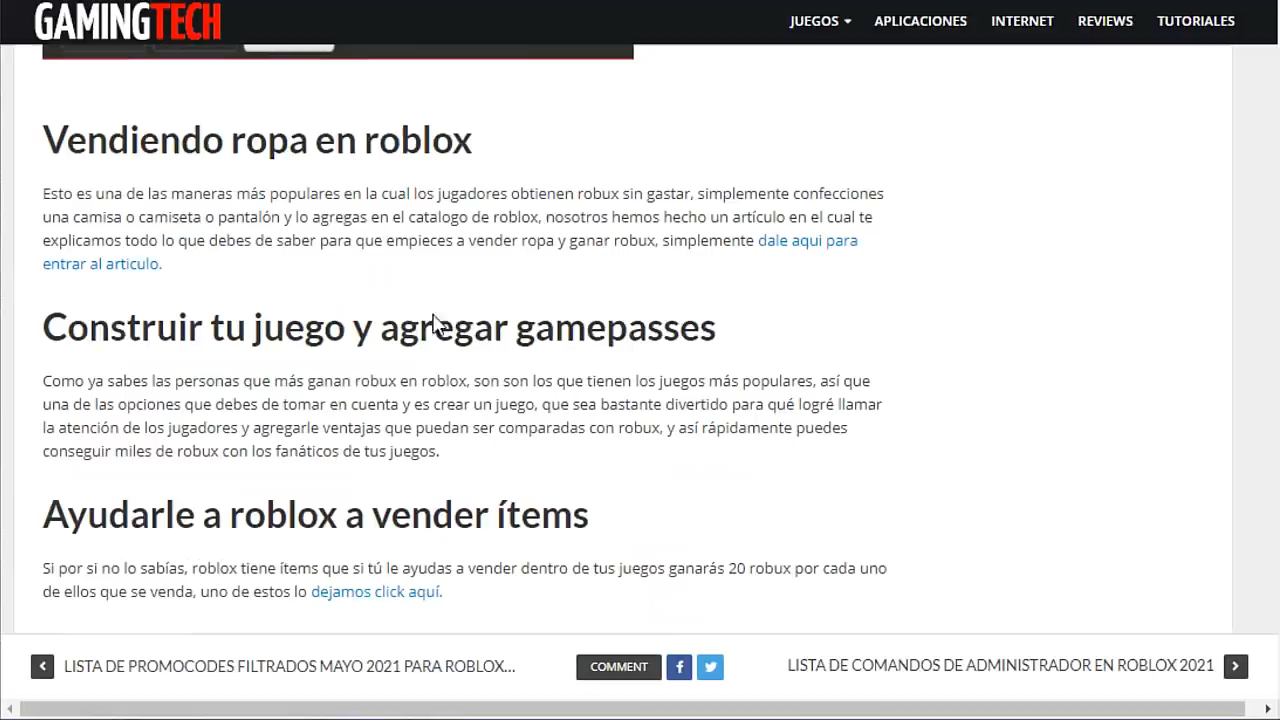 GAMINGTECH
JUEGOS APLICACIONES INTERNET REVIEWS TUTORIALES
Vendiendo ropa en roblox
Esto es una de las maneras más populares en la cual los jugadores obtienen robux sin gastar, simplemente confecciones
una camisa o camiseta o pantalón y lo agregas en el catalogo de roblox, nosotros hemos hecho un artículo en el cual te
explicamos todo lo que debes de saber para que empieces a vender ropa y ganar robux, simplemente dale aqui para
entrar al articulo.
Construir tu juego y agregar gamepasses
Como ya sabes las personas que más ganan robux en roblox, son son los que tienen los juegos más populares, así que
una de las opciones que debes de tomar en cuenta y es crear un juego, que sea bastante divertido para qué logré llamar
la atención de los jugadores y agregarle ventajas que puedan ser comparadas con robux, y así rápidamente puedes
conseguir miles de robux con los fanáticos de tus juegos.
Ayudarle a roblox a vender ítems
Si por si no lo sabías, roblox tiene ítems que si tú le ayudas a vender dentro de tus juegos ganarás 20 robux por cada uno
de ellos que se venda, uno de estos lo dejamos click aquí.
LISTA DE PROMOCODES FILTRADOS MAYO 2021 PARA ROBLOX...
COMMENT
LISTA DE COMANDOS DE ADMINISTRADOR EN ROBLOX 2021